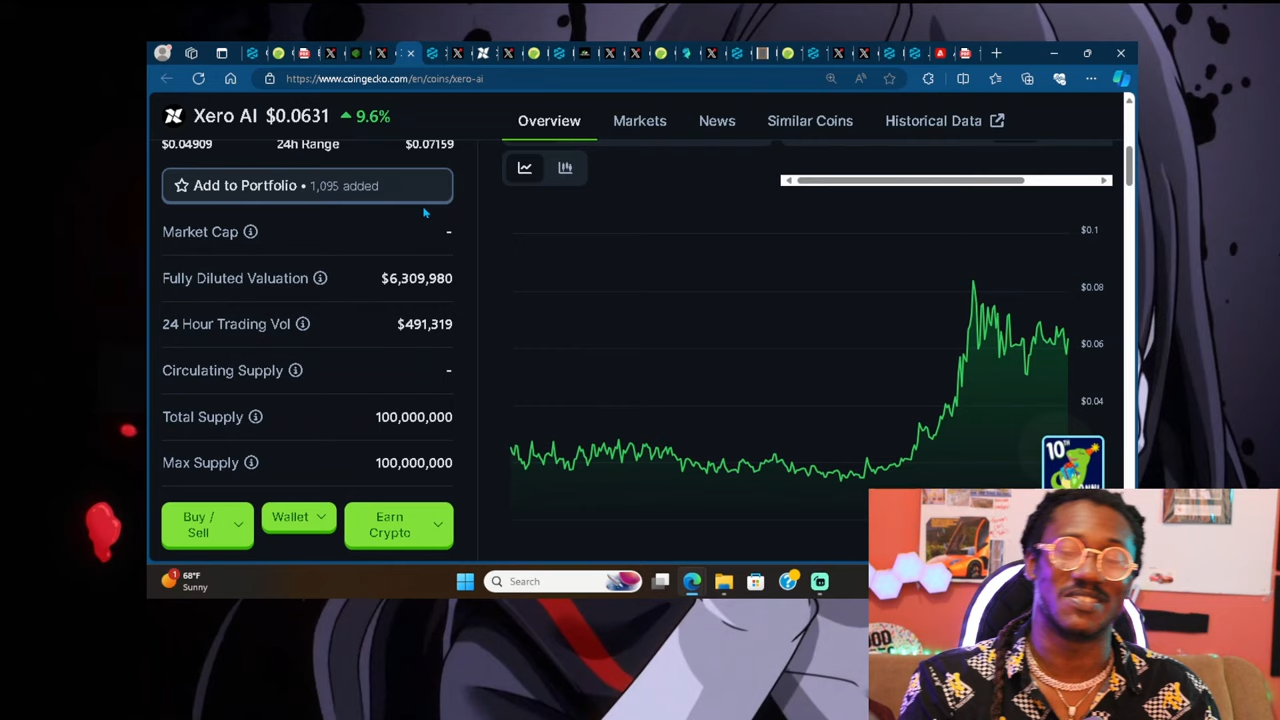 https://www.coingecko.com/en/coins/xero-ai
Xero AI $0.0631 9.6%
Overview Markets News Similar Coins Historical Data
$0.04909 24h Range $0.07159
Add to Portfolio • 1,095 added
Market Cap -
Fully Diluted Valuation $6,309,980
24 Hour Trading Vol $491,319
Circulating Supply -
Total Supply 100,000,000
Max Supply 100,000,000
Buy /
Sell
Wallet
Earn
Crypto
$0.1
$0.08
$0.06
$0.04
10TH
1 68°F
Sunny
Search